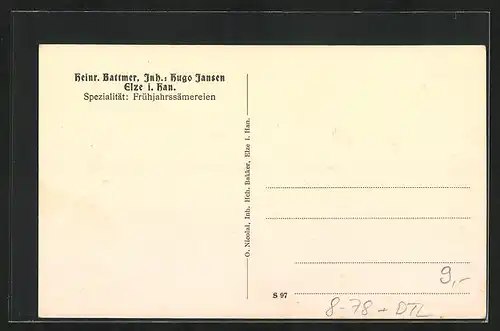 Heinr. Battmer, Inh.: Hugo Jansen
Elze i. Han.
Spezialität: Frühjahrssämereien
O. Nicolai, Inh. Hch. Bakker, Elze i. Han.
S 97
9,-
8-78 + DTL.